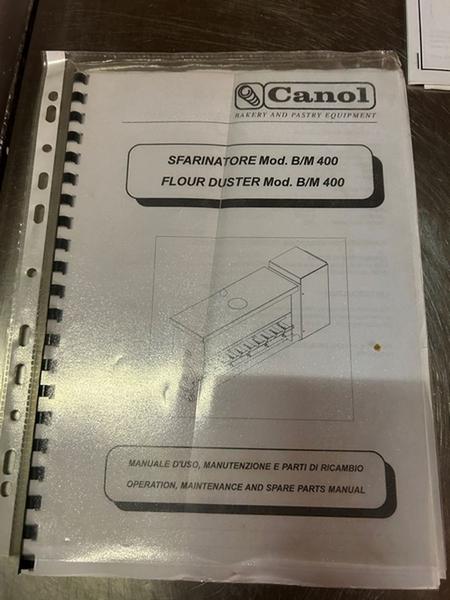 Canol
BAKERY AND PASTRY EQUIPMENT
SFARINATORE Mod. B/M 400
FLOUR DUSTER Mod. B/M 400
MANUALE D'USO, MANUTENZIONE E PARTI DI RICAMBIO
OPERATION, MAINTENANCE AND SPARE PARTS MANUAL